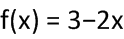 f(x) = 3−2x